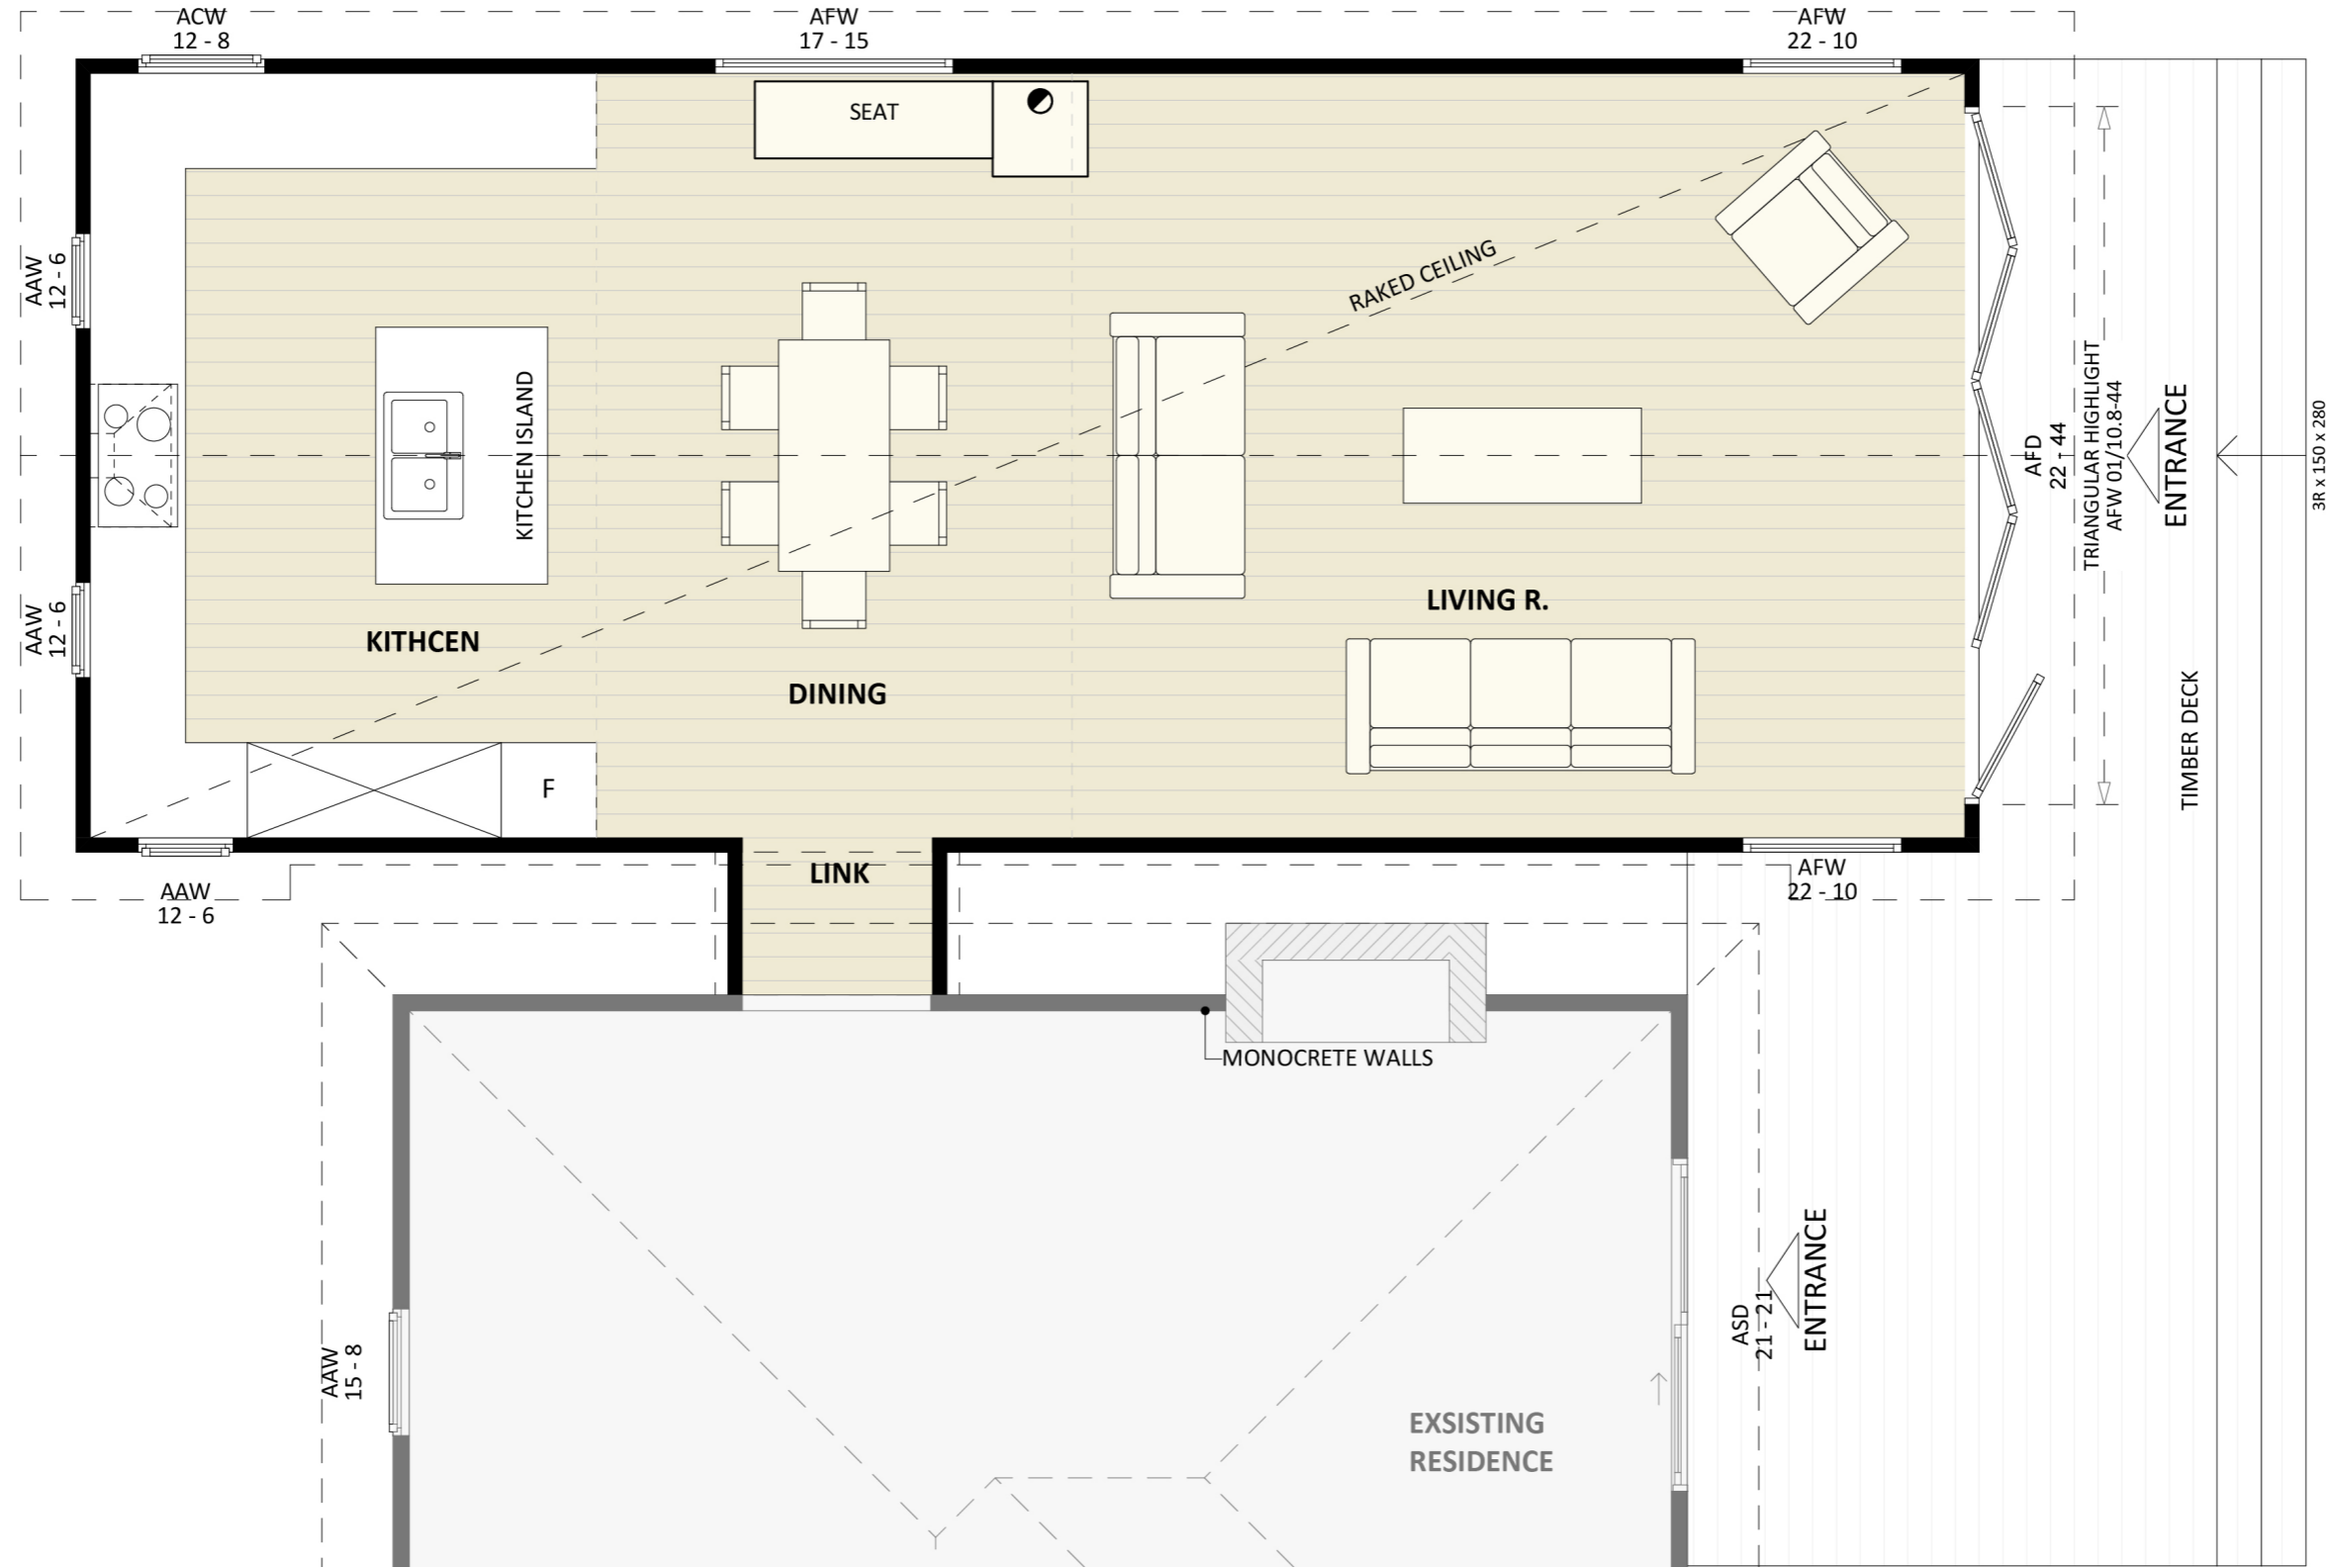 ACW
12 - 8
AFW
17 - 15
AFW
22 - 10
SEAT
AAW
12 - 6
RAKED CEILING
KITCHEN ISLAND
AFD
22 - 44
TRIANGULAR HIGHLIGHT
AFW 01/10.8-44
ENTRANCE
3R x 150 x 280
AAW
12 - 6
KITHCEN
DINING
LIVING R.
TIMBER DECK
F
LINK
AAW
12 - 6
AFW
22 - 10
MONOCRETE WALLS
AAW
15 - 8
ASD
21 - 21
ENTRANCE
EXSISTING
RESIDENCE